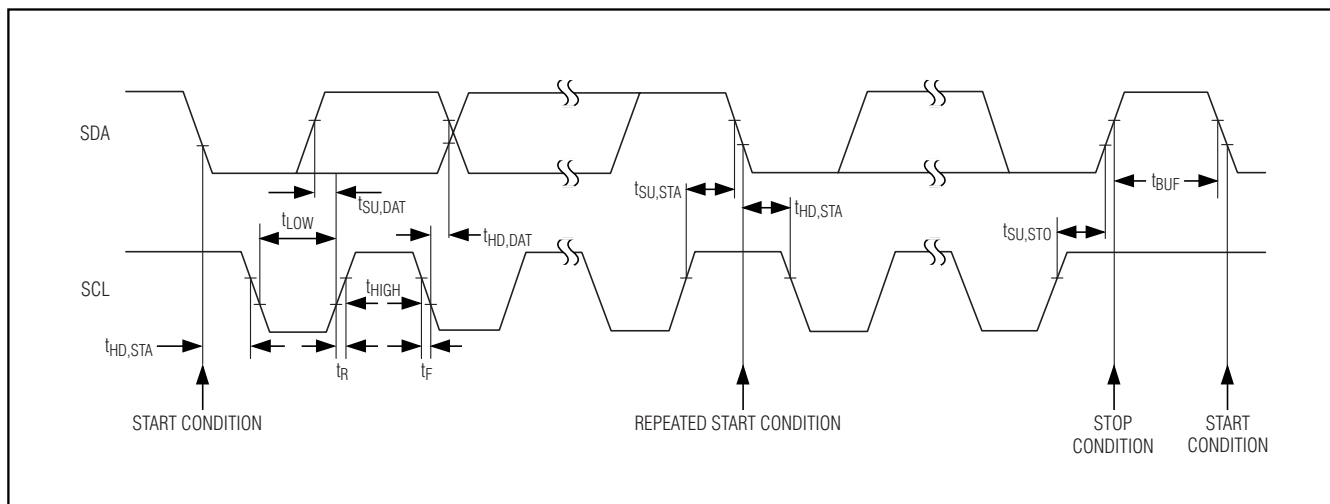 SDA
tSU,DAT
tLOW
tHD,DAT
tSU,STA
tHD,STA
tBUF
tSU,STO
SCL
tHIGH
tHD,STA
tR
tF
START CONDITION
REPEATED START CONDITION
STOP
CONDITION
START
CONDITION